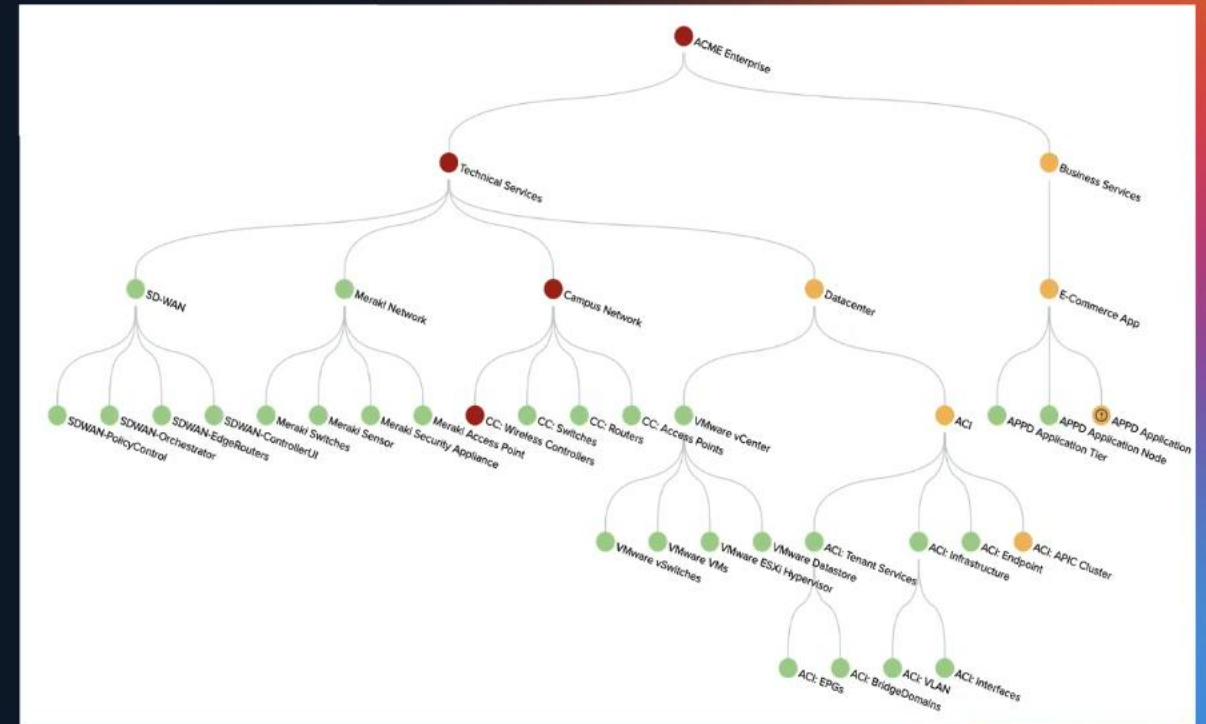 ACME Enterprise
Technical Services
Business Services
SD-WAN
Meraki Network
Campus Network
Datacenter
E-Commerce App
SDWAN-PolicyControl
SDWAN-Orchestrator
SDWAN-EdgeRouters
SDWAN-ControllerUI
Meraki Switches
Meraki Sensor
Meraki Security Appliance
Meraki Access Point
CC: Wireless Controllers
CC: Switches
CC: Routers
CC: Access Points
VMware vCenter
ACI
APPD Application Tier
APPD Application Node
APPD Application
VMware vSwitches
VMware VMs
VMware ESXi Hypervisor
VMware Datastore
ACI: Tenant Services
ACI: Infrastructure
ACI: Endpoint
ACI: APIC Cluster
ACI: EPGs
ACI: BridgeDomains
ACI: VLAN
ACI: Interfaces